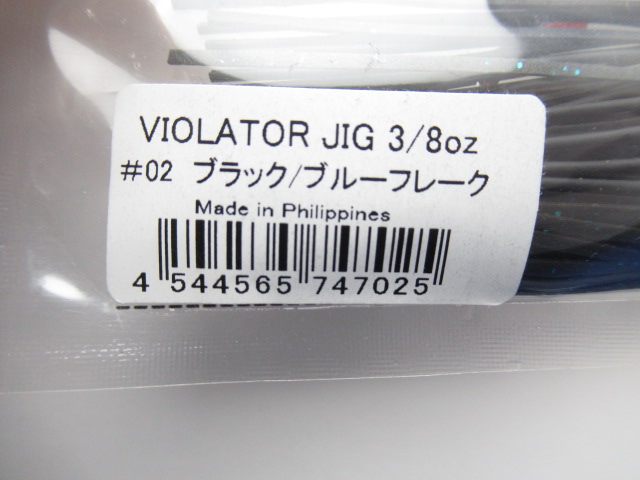 VIOLATOR JIG 3/8oz
#02 ブラック/ブルーフレーク
Made in Philippines
4 544565 747025